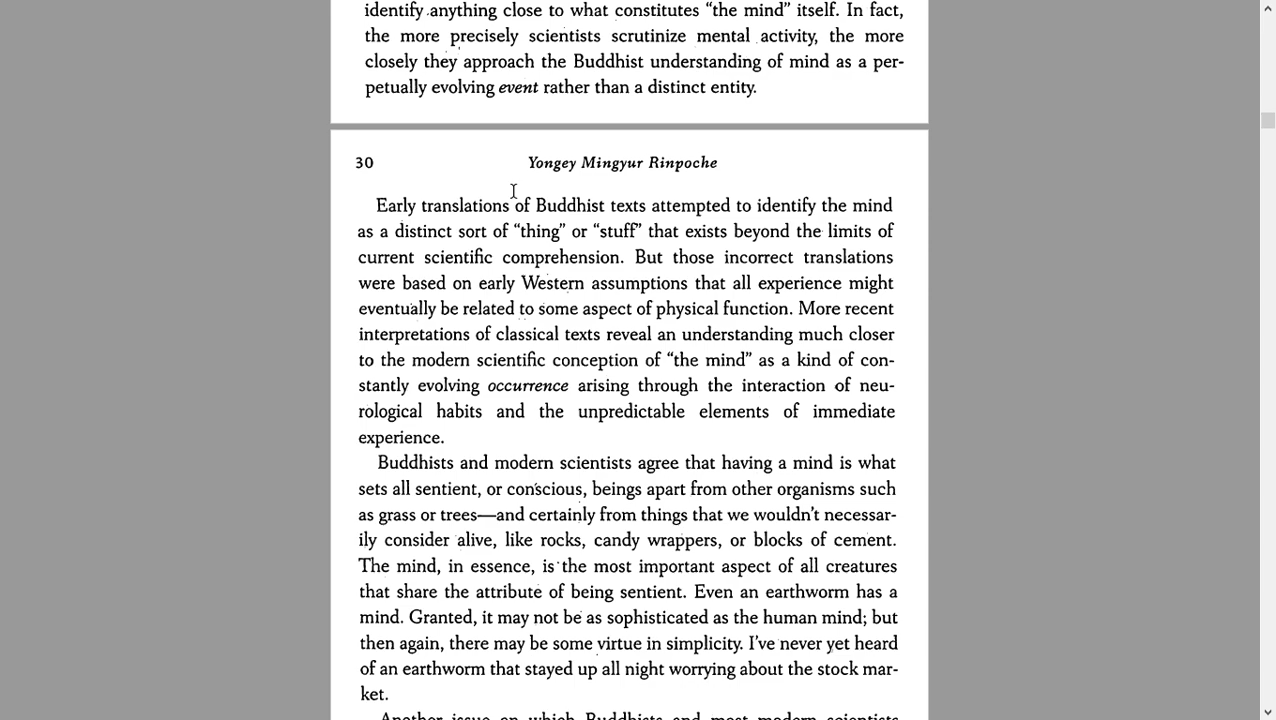 identify anything close to what constitutes “the mind” itself. In fact,
the more precisely scientists scrutinize mental activity, the more
closely they approach the Buddhist understanding of mind as a per-
petually evolving event rather than a distinct entity.
30 Yongey Mingyur Rinpoche
Early translations of Buddhist texts attempted to identify the mind
as a distinct sort of “thing” or “stuff” that exists beyond the limits of
current scientific comprehension. But those incorrect translations
were based on early Western assumptions that all experience might
eventually be related to some aspect of physical function. More recent
interpretations of classical texts reveal an understanding much closer
to the modern scientific conception of “the mind” as a kind of con-
stantly evolving occurrence arising through the interaction of neu-
rological habits and the unpredictable elements of immediate
experience.
Buddhists and modern scientists agree that having a mind is what
sets all sentient, or conscious, beings apart from other organisms such
as grass or trees—and certainly from things that we wouldn’t necessar-
ily consider alive, like rocks, candy wrappers, or blocks of cement.
The mind, in essence, is the most important aspect of all creatures
that share the attribute of being sentient. Even an earthworm has a
mind. Granted, it may not be as sophisticated as the human mind; but
then again, there may be some virtue in simplicity. I’ve never yet heard
of an earthworm that stayed up all night worrying about the stock mar-
ket.
Another issue on which Buddhists and most modern scientists